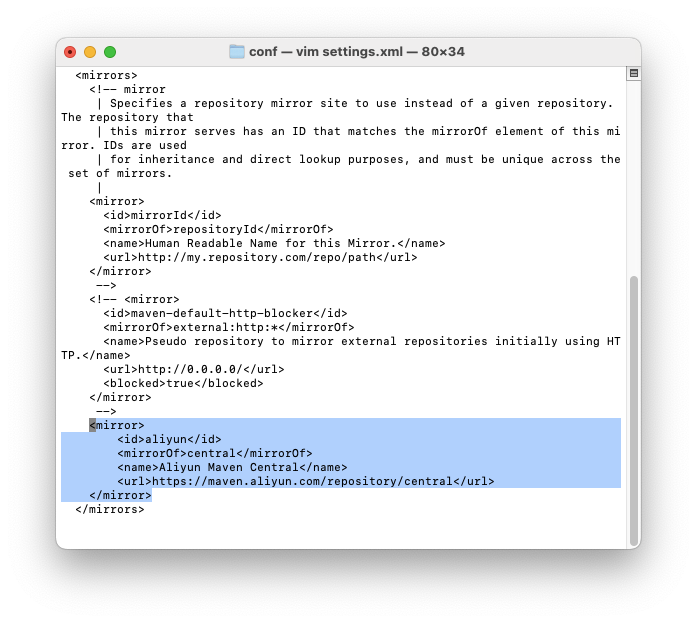 conf — vim settings.xml — 80×34
<mirrors>
<!-- mirror
| Specifies a repository mirror site to use instead of a given repository.
The repository that
| this mirror serves has an ID that matches the mirrorOf element of this mi
rror. IDs are used
| for inheritance and direct lookup purposes, and must be unique across the
set of mirrors.
|
<mirror>
<id>mirrorId</id>
<mirrorOf>repositoryId</mirrorOf>
<name>Human Readable Name for this Mirror.</name>
<url>http://my.repository.com/repo/path</url>
</mirror>
-->
<!-- <mirror>
<id>maven-default-http-blocker</id>
<mirrorOf>external:http:*</mirrorOf>
<name>Pseudo repository to mirror external repositories initially using HT
TP.</name>
<url>http://0.0.0.0/</url>
<blocked>true</blocked>
</mirror>
-->
<mirror>
<id>aliyun</id>
<mirrorOf>central</mirrorOf>
<name>Aliyun Maven Central</name>
<url>https://maven.aliyun.com/repository/central</url>
</mirror>
</mirrors>